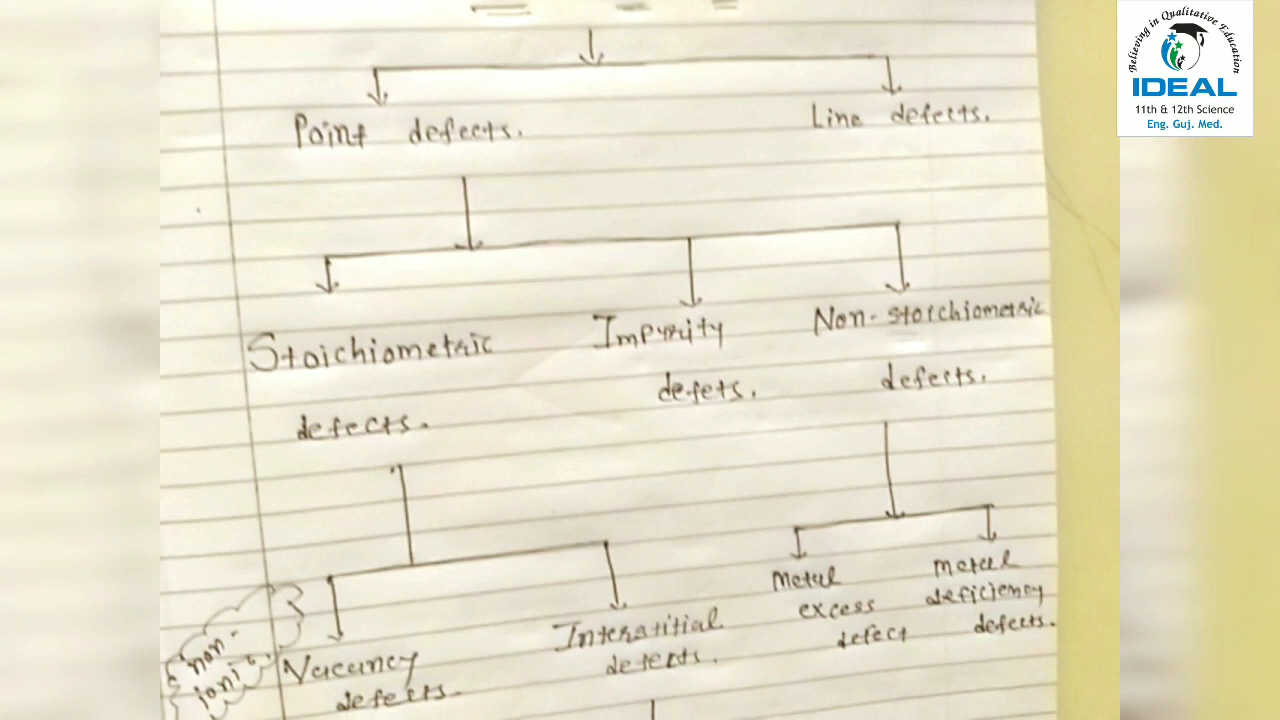 Believing in Qualitative Education
IDEAL
11th & 12th Science
Eng. Guj. Med.
Point defects.
Line defects.
Stoichiometric
defects.
Impurity
defets.
Non-stoichiometric
defects.
Metal
excess
defect
Metal
deficiency
defects.
non-
ionic.
Vacancy
defects.
Interstitial
defects.